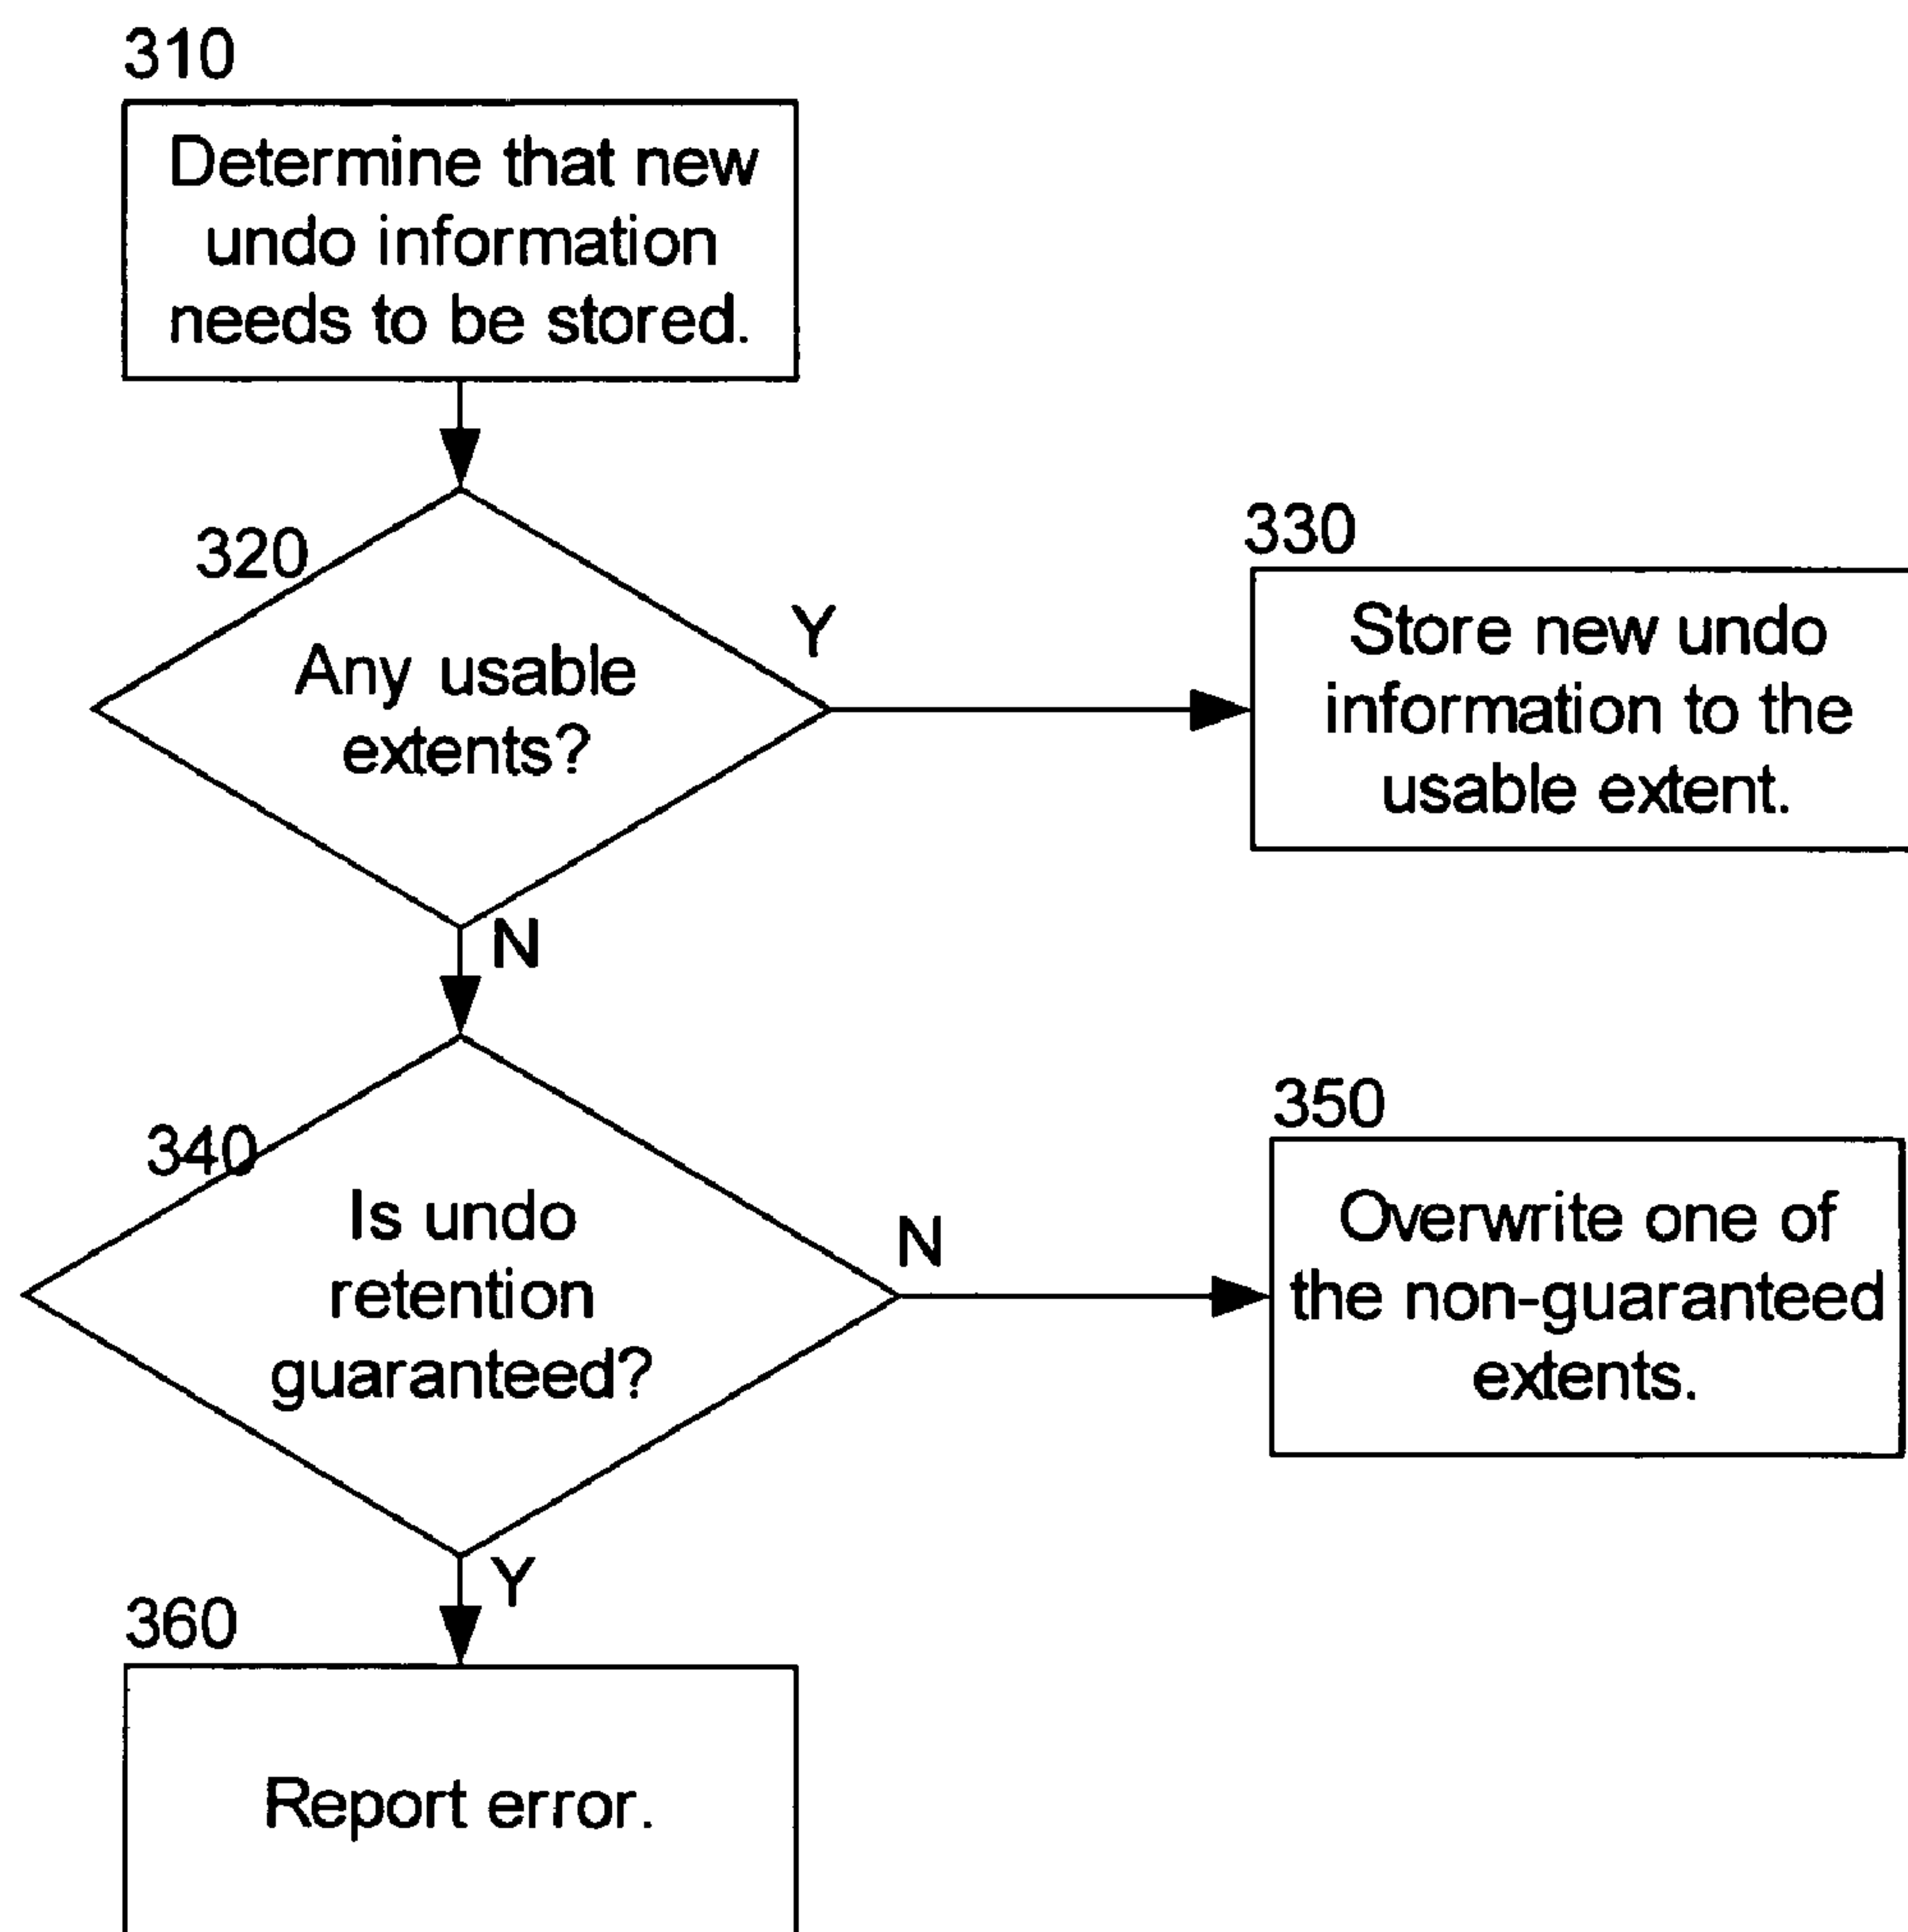 310
Determine that new
undo information
needs to be stored.
320
Any usable
extents?
Y
330
Store new undo
information to the
usable extent.
N
340
Is undo
retention
guaranteed?
N
350
Overwrite one of
the non-guaranteed
extents.
Y
360
Report error.